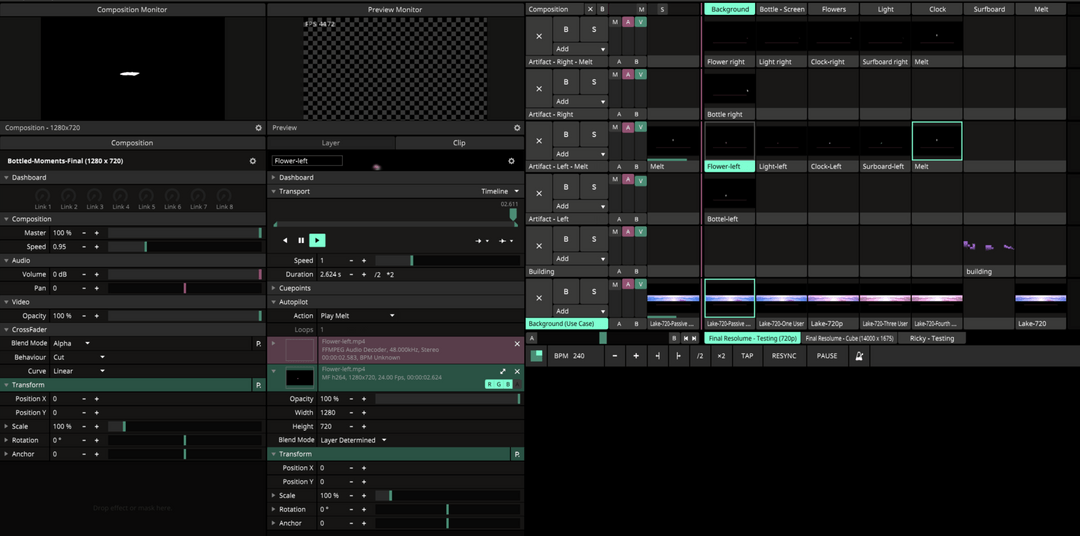 Composition Monitor
Preview Monitor
FPS 44.72
Composition - 1280x720
Preview
Composition
Layer
Clip
Bottled-Moments-Final (1280 x 720)
Flower-left
Dashboard
Link 1 Link 2 Link 3 Link 4 Link 5 Link 6 Link 7 Link 8
Composition
Master 100 % - +
Speed 0.95 - +
Audio
Volume 0 dB - +
Pan 0 - +
Video
Opacity 100 % - +
CrossFader
Blend Mode Alpha
Behaviour Cut
Curve Linear
Transform P.
Position X 0 - +
Position Y 0 - +
Scale 100 % - +
Rotation 0 ° - +
Anchor 0 - +
Drop effect or mask here.
Dashboard
Transport Timeline
02.611
Speed 1
Duration 2.624 s - + /2 *2
Cuepoints
Autopilot
Action Play Melt
Loops 1
Flower-left.mp4
FFMPEG Audio Decoder, 48.000kHz, Stereo
00:00:02.583, BPM Unknown
Flower-left.mp4
MF h264, 1280x720, 24.00 Fps, 00:00:02.624
R G B
Opacity 100 % - +
Width 1280 - +
Height 720 - +
Blend Mode Layer Determined
Transform P.
Position X 0 - +
Position Y 0 - +
Scale 100 % - +
Rotation 0 ° - +
Anchor 0 - +
Composition X B M S
Background Bottle - Screen Flowers Light Clock Surfboard Melt
X B S M A V
Add
Artifact - Right - Melt A B Flower right Light right Clock-right Surfboard right Melt
X B S M A V
Add
Artifact - Right A B Bottle right
X B S M A V
Add
Artifact - Left - Melt A B Melt Flower-left Light-left Clock-Left Surboard-left Melt
X B S M A V
Add
Artifact - Left A B Bottel-left
X B S M A V
Add
Building A B building
X B S M A V
Add
Background (Use Case) A B Lake-720-Passive ... Lake-720-Passive ... Lake-720-One User Lake-720p Lake-720-Three User Lake-720-Fourth ... Lake-720
A B Final Resolume - Testing (720p) Final Resolume - Cube (14000 x 1675) Ricky - Testing
BPM 240 - + /2 ×2 TAP RESYNC PAUSE